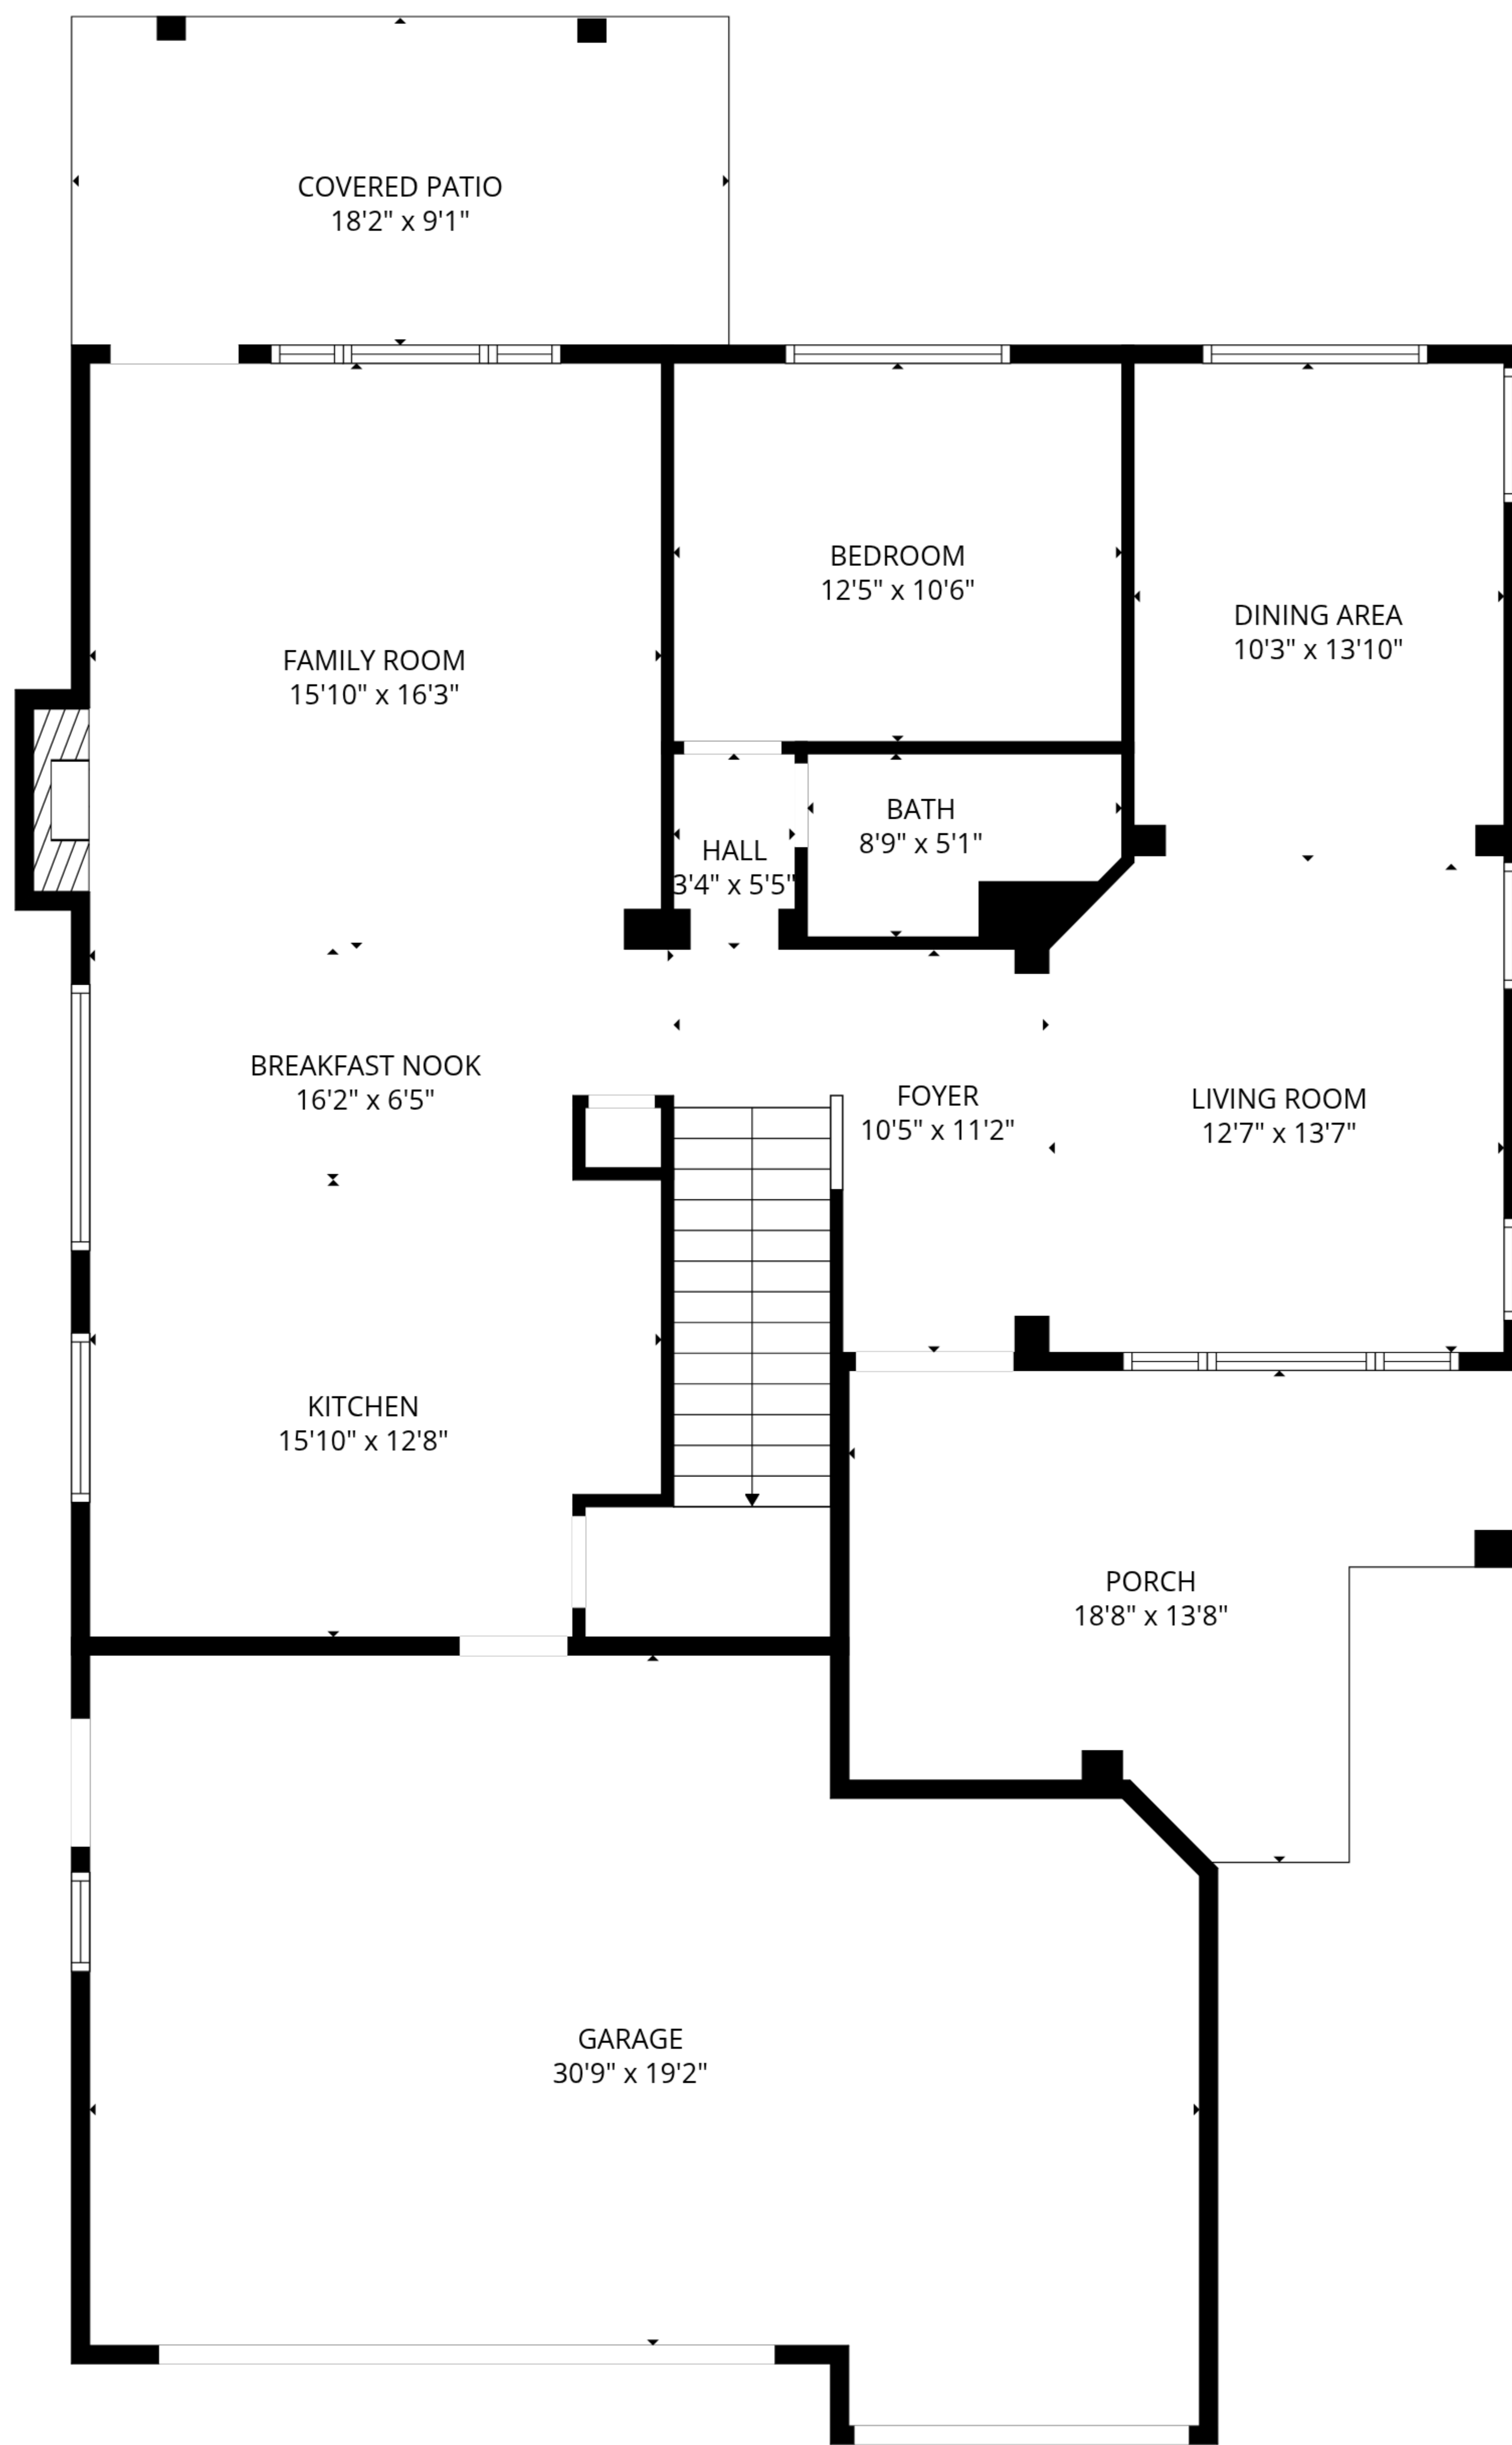 COVERED PATIO
18'2" x 9'1"
BEDROOM
12'5" x 10'6"
DINING AREA
10'3" x 13'10"
FAMILY ROOM
15'10" x 16'3"
BATH
8'9" x 5'1"
HALL
3'4" x 5'5"
BREAKFAST NOOK
16'2" x 6'5"
FOYER
10'5" x 11'2"
LIVING ROOM
12'7" x 13'7"
KITCHEN
15'10" x 12'8"
PORCH
18'8" x 13'8"
GARAGE
30'9" x 19'2"